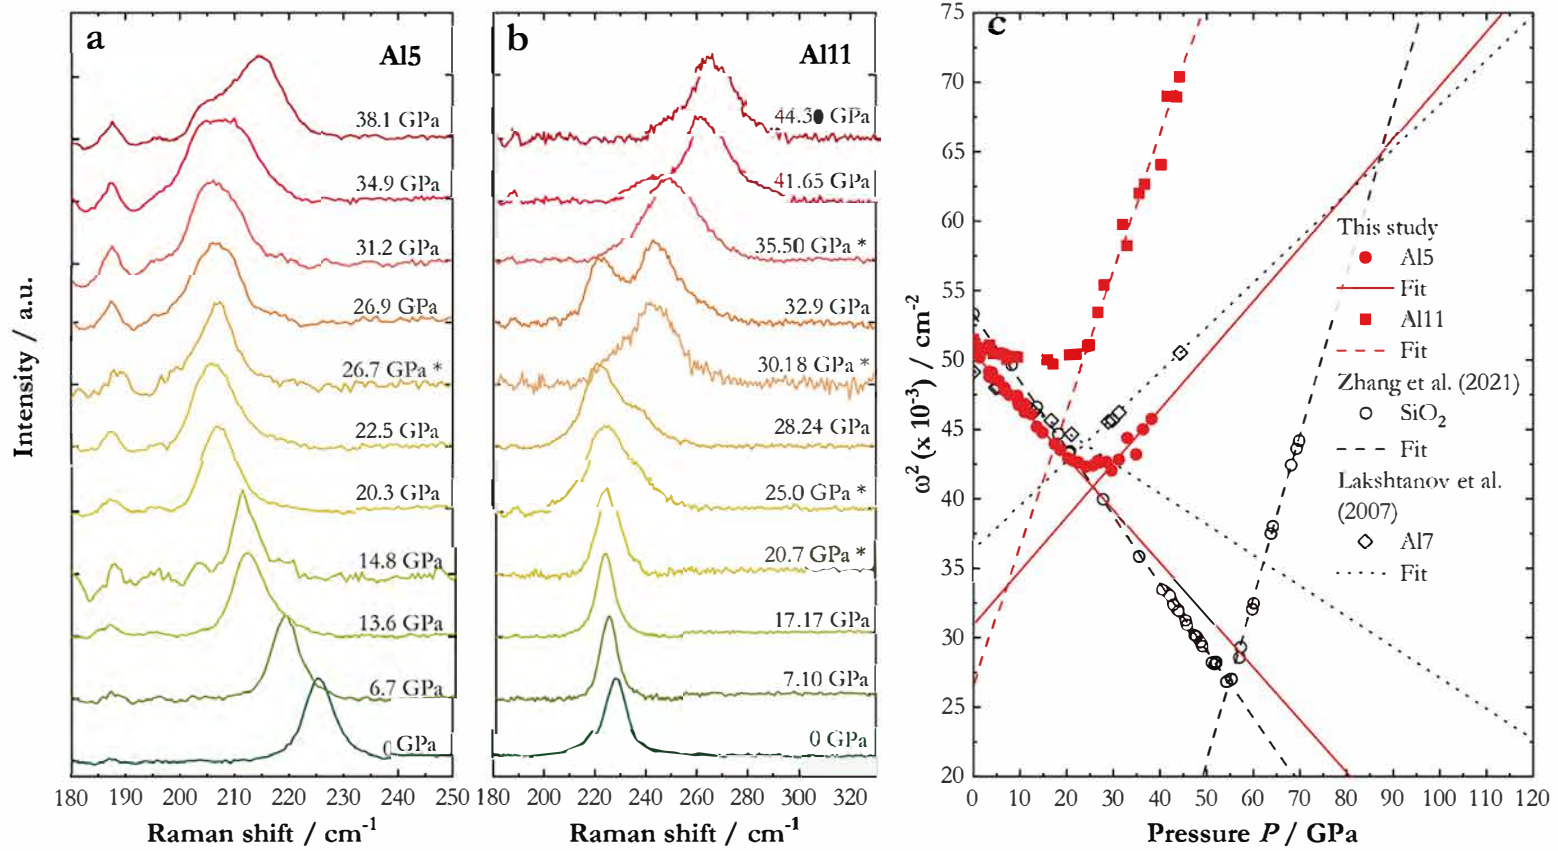 a
Al5
38.1 GPa
34.9 GPa
31.2 GPa
26.9 GPa
26.7 GPa *
22.5 GPa
20.3 GPa
14.8 GPa
13.6 GPa
6.7 GPa
0 GPa
180 190 200 210 220 230 240 250
Raman shift / cm-1
Intensity / a.u.
b
Al11
44.3 GPa
41.65 GPa
35.50 GPa *
32.9 GPa
30.18 GPa *
28.24 GPa
25.0 GPa *
20.7 GPa *
17.17 GPa
7.10 GPa
0 GPa
180 200 220 240 260 280 300 320
Raman shift / cm-1
c
75
70
65
60
55
50
45
40
35
30
25
20
ω2 (x 10-3) / cm-2
0 10 20 30 40 50 60 70 80 90 100 110 120
Pressure P / GPa
This study
Al5
Fit
Al11
Fit
Zhang et al. (2021)
SiO2
Fit
Lakshtanov et al.
(2007)
Al7
Fit